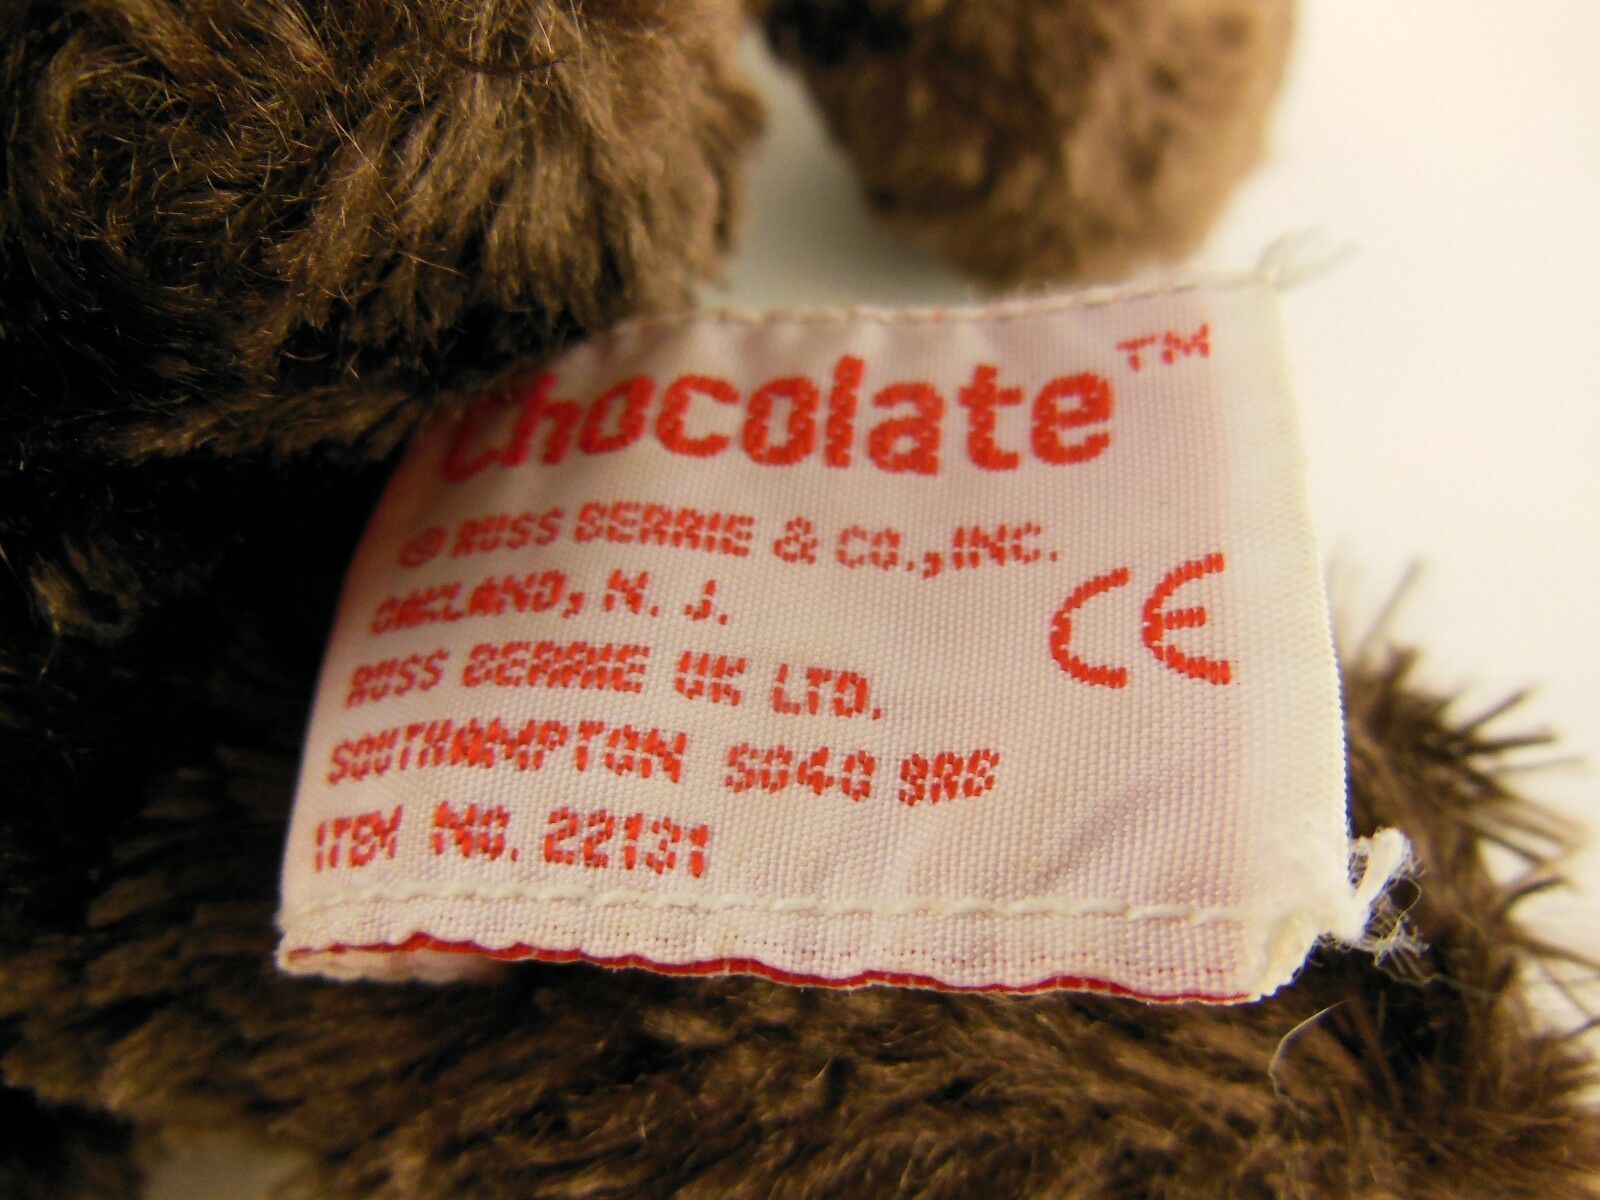 Chocolate™
© RUSS BERRIE & CO., INC.
OAKLAND, N. J.
RUSS BERRIE UK LTD.
SOUTHAMPTON SO40 9RB
ITEM NO. 22131
CE